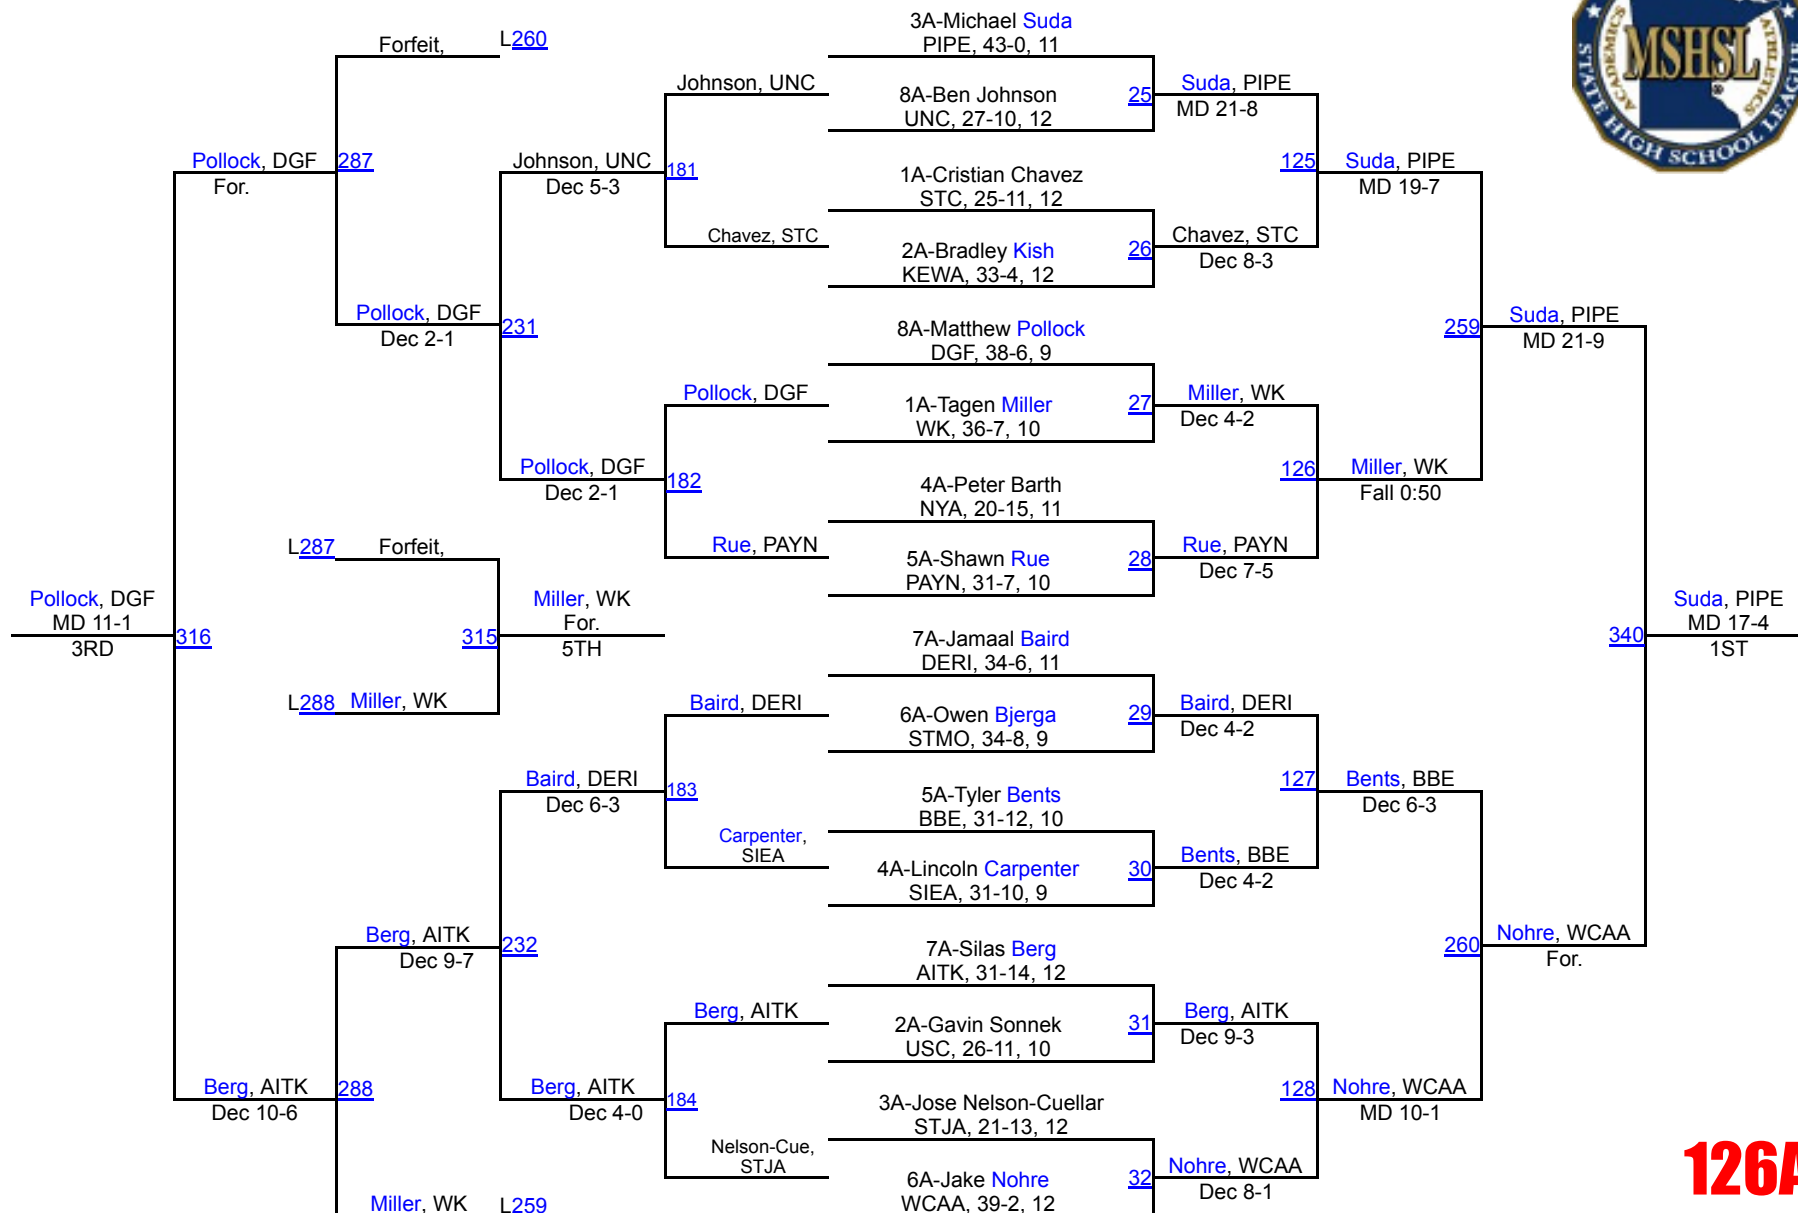 Forfeit,
L260
Johnson, UNC
Pollock, DGF
For.
287
Johnson, UNC
Dec 5-3
181
Chavez, STC
Pollock, DGF
Dec 2-1
231
Pollock, DGF
Pollock, DGF
Dec 2-1
182
Rue, PAYN
L287
Forfeit,
Pollock, DGF
MD 11-1
3RD
316
315
Miller, WK
For.
5TH
L288
Miller, WK
Baird, DERI
Baird, DERI
Dec 6-3
183
Carpenter,
SIEA
Berg, AITK
Dec 9-7
232
Berg, AITK
Berg, AITK
Dec 10-6
288
Berg, AITK
Dec 4-0
184
Nelson-Cue,
STJA
Miller, WK
L259
3A-Michael Suda
PIPE, 43-0, 11
8A-Ben Johnson
UNC, 27-10, 12
25
1A-Cristian Chavez
STC, 25-11, 12
2A-Bradley Kish
KEWA, 33-4, 12
26
8A-Matthew Pollock
DGF, 38-6, 9
1A-Tagen Miller
WK, 36-7, 10
27
4A-Peter Barth
NYA, 20-15, 11
5A-Shawn Rue
PAYN, 31-7, 10
28
7A-Jamaal Baird
DERI, 34-6, 11
6A-Owen Bjerga
STMO, 34-8, 9
29
5A-Tyler Bents
BBE, 31-12, 10
4A-Lincoln Carpenter
SIEA, 31-10, 9
30
7A-Silas Berg
AITK, 31-14, 12
2A-Gavin Sonnek
USC, 26-11, 10
31
3A-Jose Nelson-Cuellar
STJA, 21-13, 12
6A-Jake Nohre
WCAA, 39-2, 12
32
Suda, PIPE
MD 21-8
125
Suda, PIPE
MD 19-7
Chavez, STC
Dec 8-3
259
Suda, PIPE
MD 21-9
Miller, WK
Dec 4-2
126
Miller, WK
Fall 0:50
Rue, PAYN
Dec 7-5
340
Suda, PIPE
MD 17-4
1ST
Baird, DERI
Dec 4-2
127
Bents, BBE
Dec 6-3
Bents, BBE
Dec 4-2
260
Nohre, WCAA
For.
Berg, AITK
Dec 9-3
128
Nohre, WCAA
MD 10-1
Nohre, WCAA
Dec 8-1
ACADEMICS
ATHLETICS
MSHSL
STATE HIGH SCHOOL LEAGUE
126A